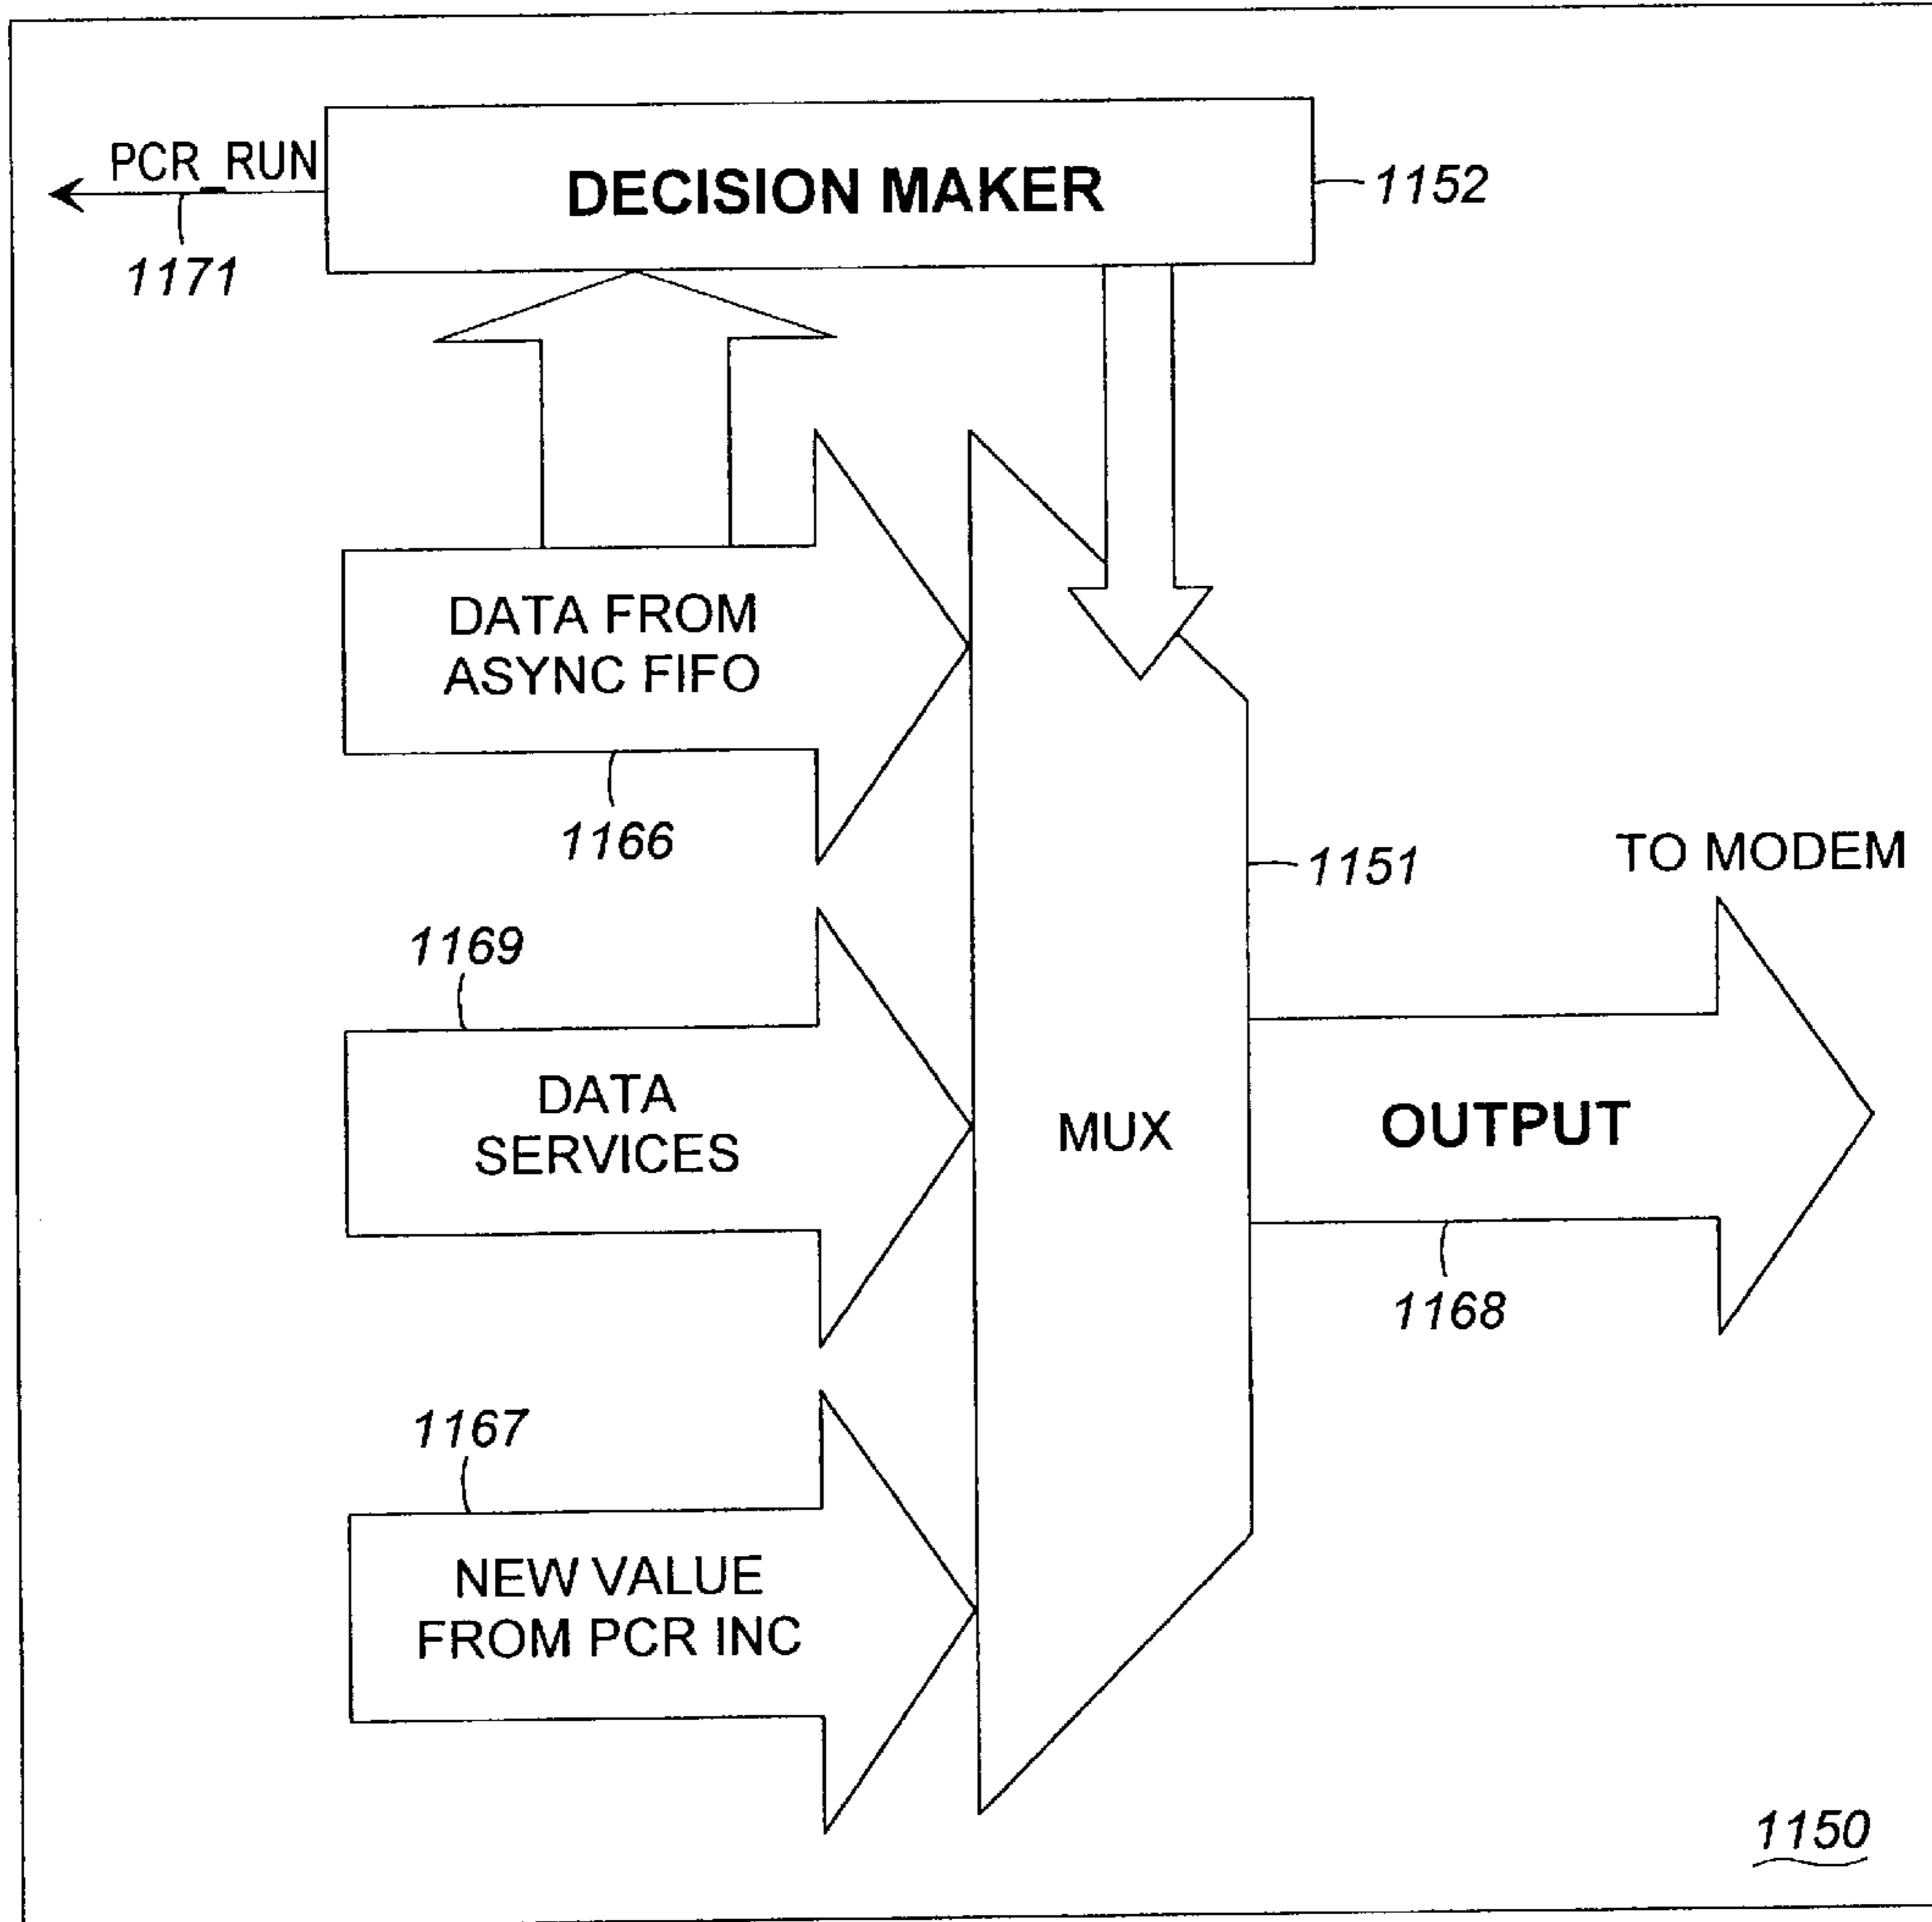 PCR_RUN
DECISION MAKER
1152
1171
DATA FROM
ASYNC FIFO
1166
1151
TO MODEM
1169
DATA
SERVICES
MUX
OUTPUT
1168
1167
NEW VALUE
FROM PCR INC
1150